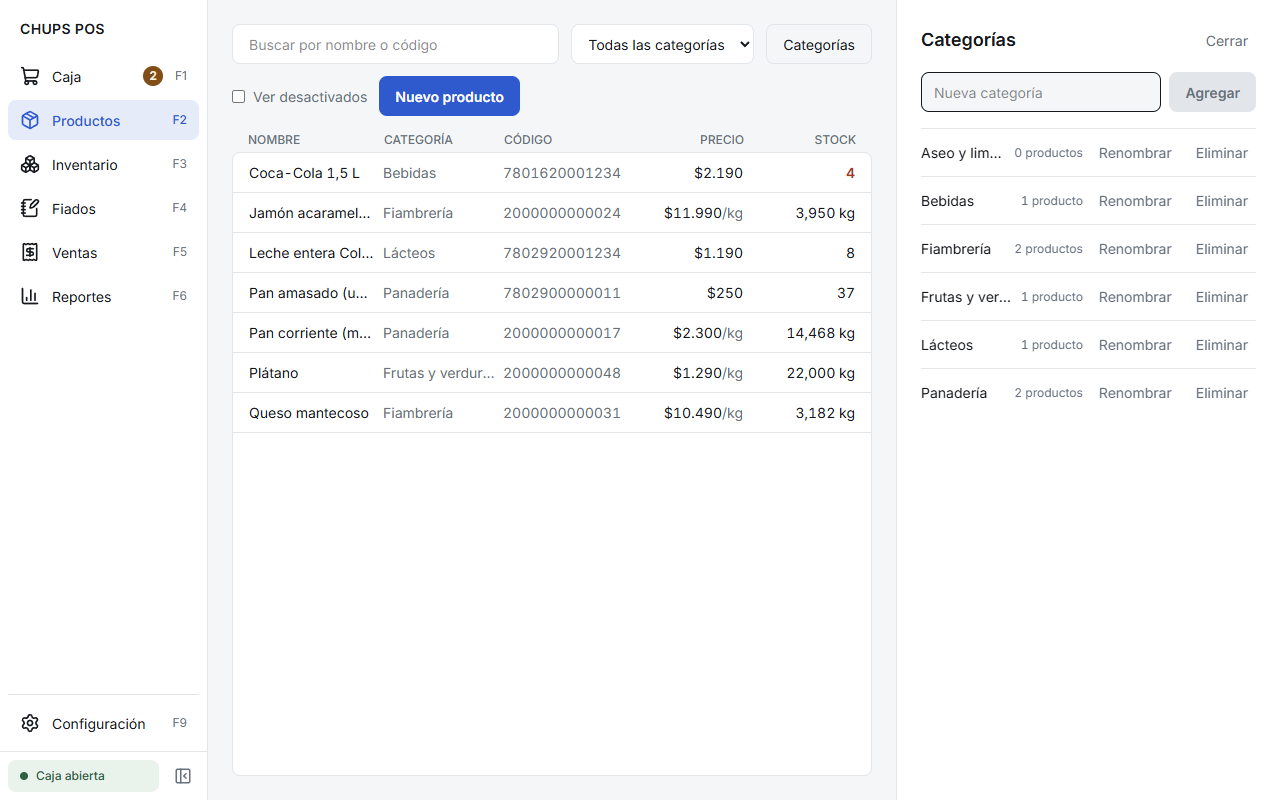 CHUPS POS
Caja 2 F1
Productos F2
Inventario F3
Fiados F4
Ventas F5
Reportes F6
Configuración F9
Caja abierta
Buscar por nombre o código
Todas las categorías
Categorías
Ver desactivados
Nuevo producto
NOMBRE CATEGORÍA CÓDIGO PRECIO STOCK
Coca-Cola 1,5 L Bebidas 7801620001234 $2.190 4
Jamón acaramel... Fiambrería 2000000000024 $11.990/kg 3,950 kg
Leche entera Col... Lácteos 7802920001234 $1.190 8
Pan amasado (u... Panadería 7802900000011 $250 37
Pan corriente (m... Panadería 2000000000017 $2.300/kg 14,468 kg
Plátano Frutas y verdur... 2000000000048 $1.290/kg 22,000 kg
Queso mantecoso Fiambrería 2000000000031 $10.490/kg 3,182 kg
Categorías Cerrar
Nueva categoría Agregar
Aseo y lim... 0 productos Renombrar Eliminar
Bebidas 1 producto Renombrar Eliminar
Fiambrería 2 productos Renombrar Eliminar
Frutas y ver... 1 producto Renombrar Eliminar
Lácteos 1 producto Renombrar Eliminar
Panadería 2 productos Renombrar Eliminar